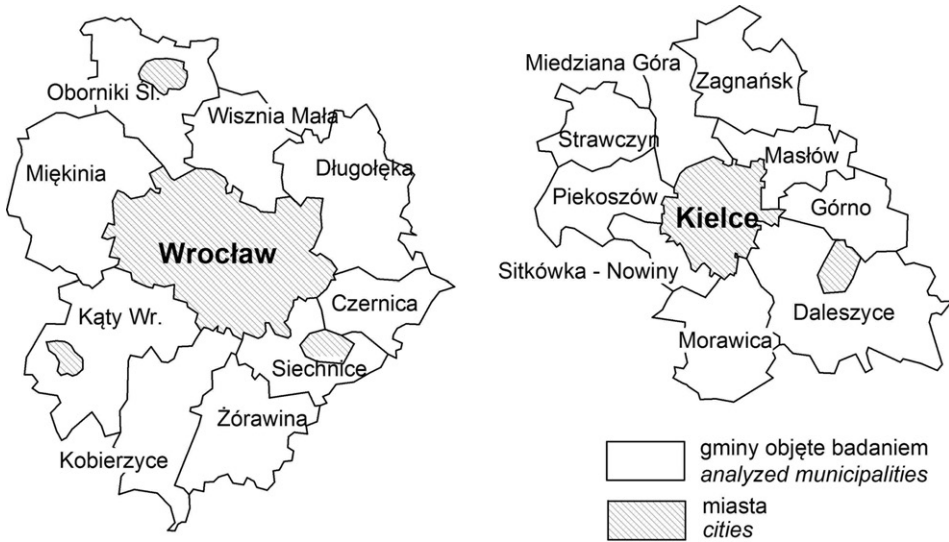 Oborniki Śl.
Wisznia Mała
Miękinia
Długołęka
Wrocław
Czernica
Kąty Wr.
Siechnice
Żórawina
Kobierzyce
Miedziana Góra
Zagnańsk
Strawczyn
Masłów
Piekoszów
Górno
Kielce
Sitkówka - Nowiny
Daleszyce
Morawica
gminy objęte badaniem
analyzed municipalities
miasta
cities